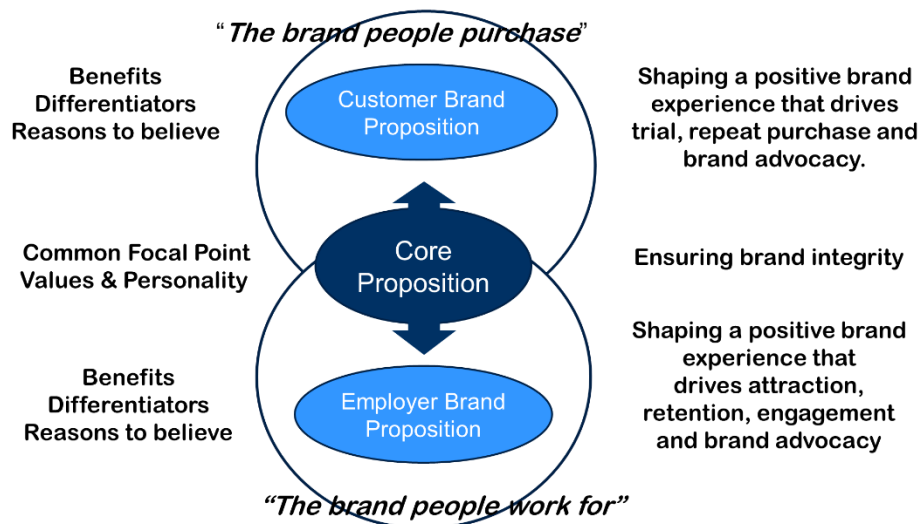 “The brand people purchase”
Benefits
Differentiators
Reasons to believe
Customer Brand
Proposition
Shaping a positive brand
experience that drives
trial, repeat purchase and
brand advocacy.
Common Focal Point
Values & Personality
Core
Proposition
Ensuring brand integrity
Benefits
Differentiators
Reasons to believe
Employer Brand
Proposition
Shaping a positive brand
experience that
drives attraction,
retention, engagement
and brand advocacy
“The brand people work for”